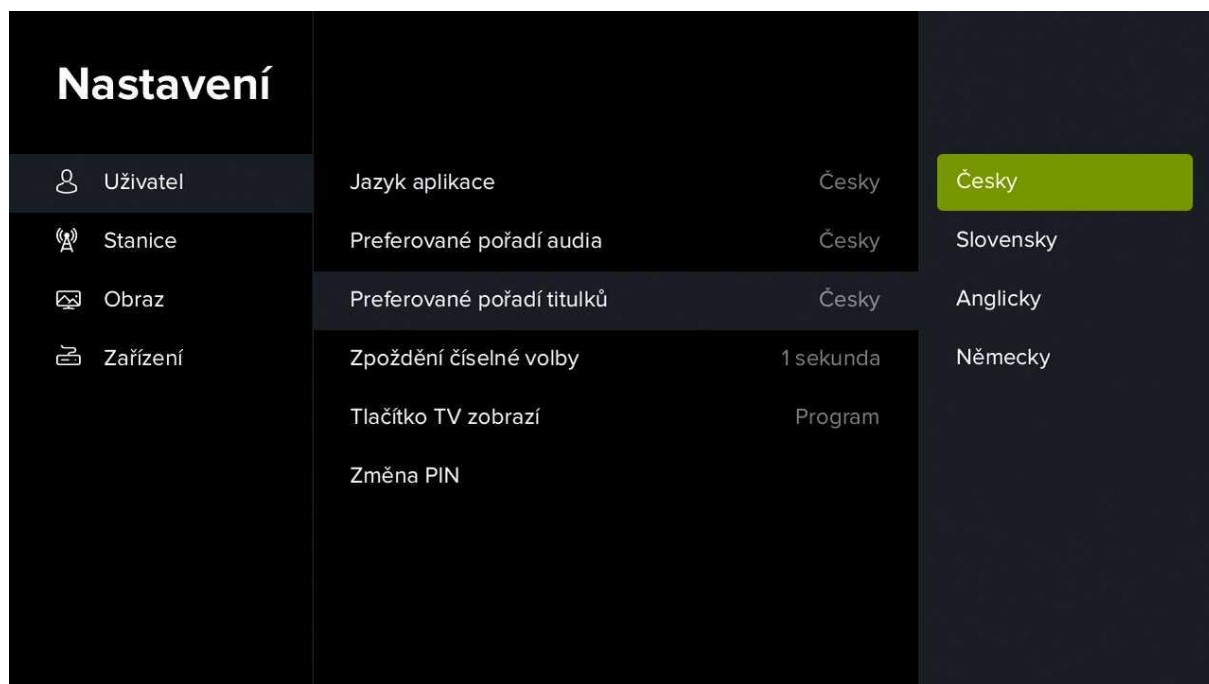 Nastavení
Uživatel
Stanice
Obraz
Zařízení
Jazyk aplikace Česky
Preferované pořadí audia Česky
Preferované pořadí titulků Česky
Zpoždění číselné volby 1 sekunda
Tlačítko TV zobrazí Program
Změna PIN
Česky
Slovensky
Anglicky
Německy